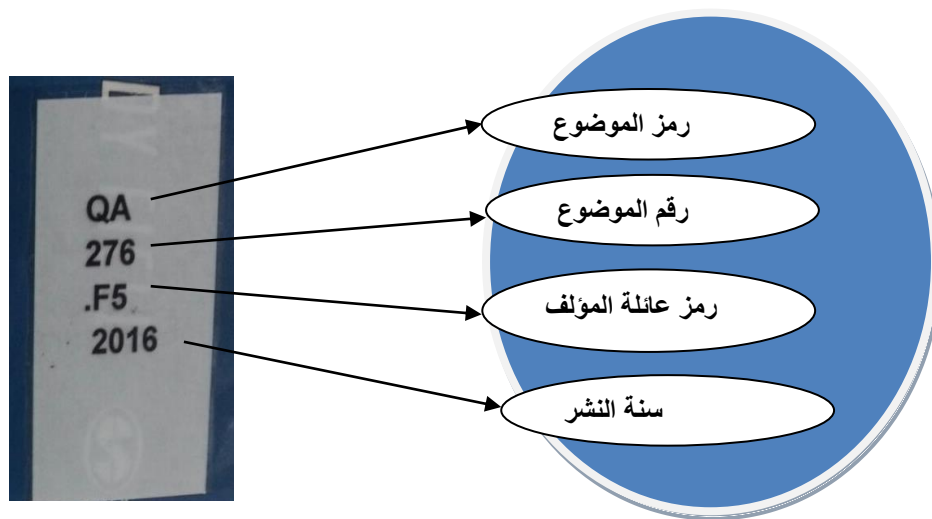 QA
276
.F5
2016
رمز الموضوع
رقم الموضوع
رمز عائلة المؤلف
سنة النشر